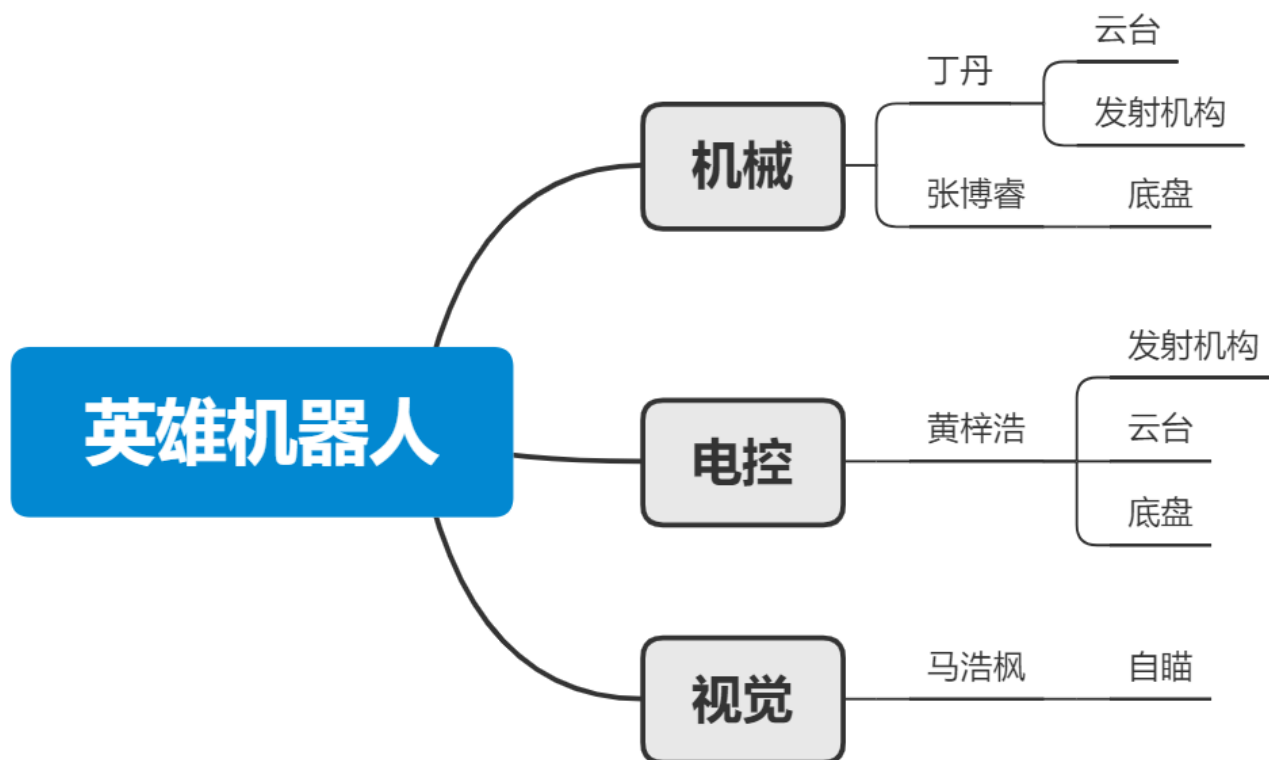 英雄机器人
机械
丁丹
云台
发射机构
张博睿
底盘
电控
黄梓浩
发射机构
云台
底盘
视觉
马浩枫
自瞄